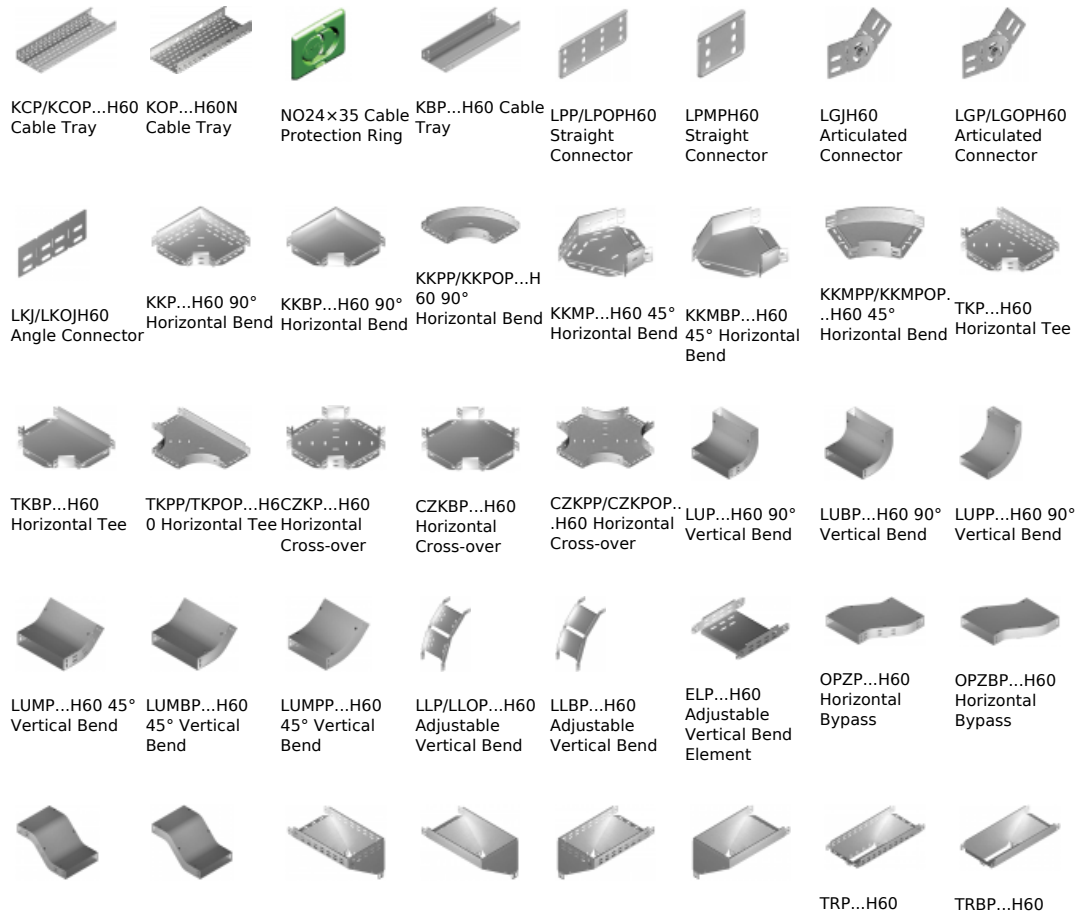 KCP/KCOP...H60
Cable Tray
KOP...H60N
Cable Tray
NO24×35 Cable
Protection Ring
KBP...H60 Cable
Tray
LPP/LPOPH60
Straight
Connector
LPMPH60
Straight
Connector
LGJH60
Articulated
Connector
LGP/LGOPH60
Articulated
Connector
LKJ/LKOJH60
Angle Connector
KKP...H60 90°
Horizontal Bend
KKBP...H60 90°
Horizontal Bend
KKPP/KKPOP...H
60 90°
Horizontal Bend
KKMP...H60 45°
Horizontal Bend
KKMBP...H60
45° Horizontal
Bend
KKMPP/KKMPOP.
..H60 45°
Horizontal Bend
TKP...H60
Horizontal Tee
TKBP...H60
Horizontal Tee
TKPP/TKPOP...H6
0 Horizontal Tee
CZKP...H60
Horizontal
Cross-over
CZKBP...H60
Horizontal
Cross-over
CZKPP/CZKPOP..
.H60 Horizontal
Cross-over
LUP...H60 90°
Vertical Bend
LUBP...H60 90°
Vertical Bend
LUPP...H60 90°
Vertical Bend
LUMP...H60 45°
Vertical Bend
LUMBP...H60
45° Vertical
Bend
LUMPP...H60
45° Vertical
Bend
LLP/LLOP...H60
Adjustable
Vertical Bend
LLBP...H60
Adjustable
Vertical Bend
ELP...H60
Adjustable
Vertical Bend
Element
OPZP...H60
Horizontal
Bypass
OPZBP...H60
Horizontal
Bypass
TRP...H60
TRBP...H60